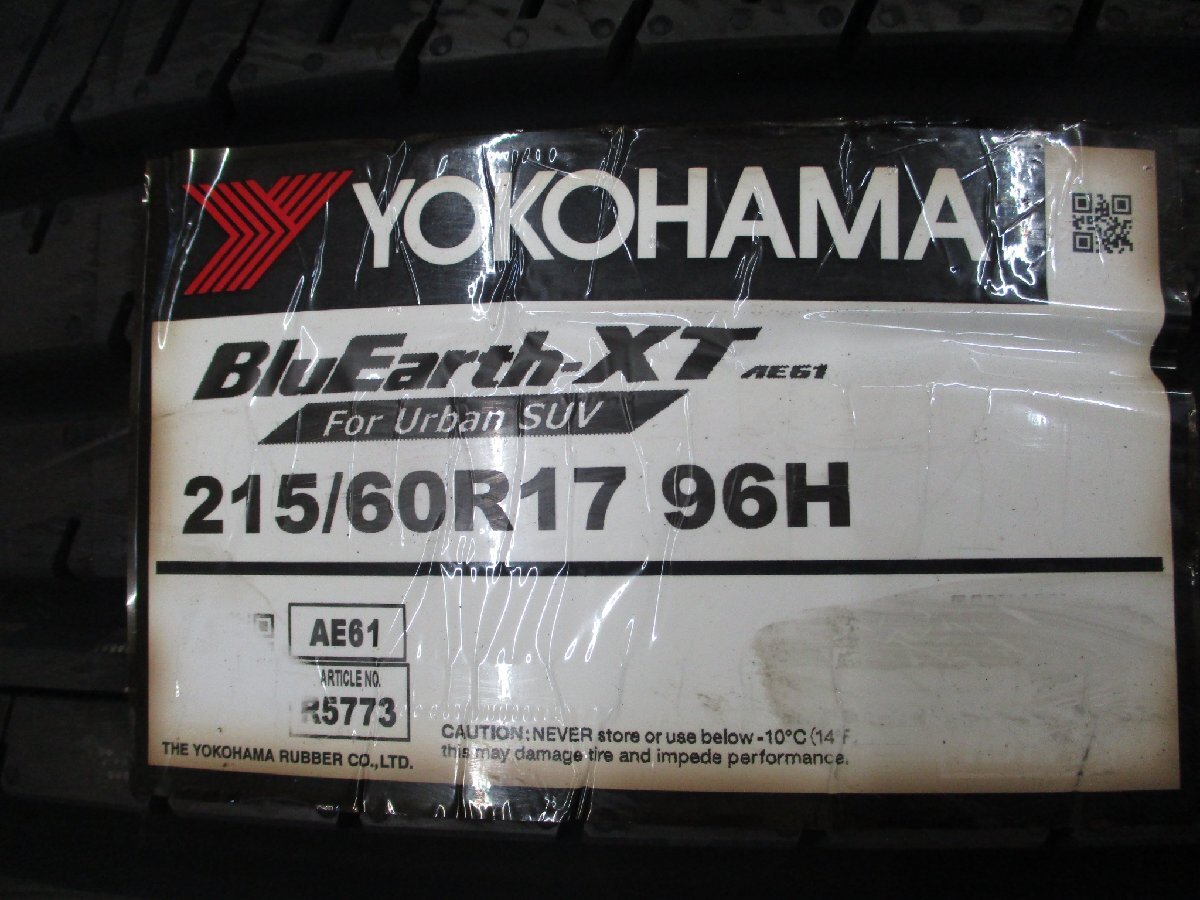 YOKOHAMA
BluEarth-XT AE61
For Urban SUV
215/60R17 96H
AE61
ARTICLE NO.
R5773
THE YOKOHAMA RUBBER CO.,LTD.
CAUTION:NEVER store or use below -10°C (14 F
this may damage tire and impede performance.